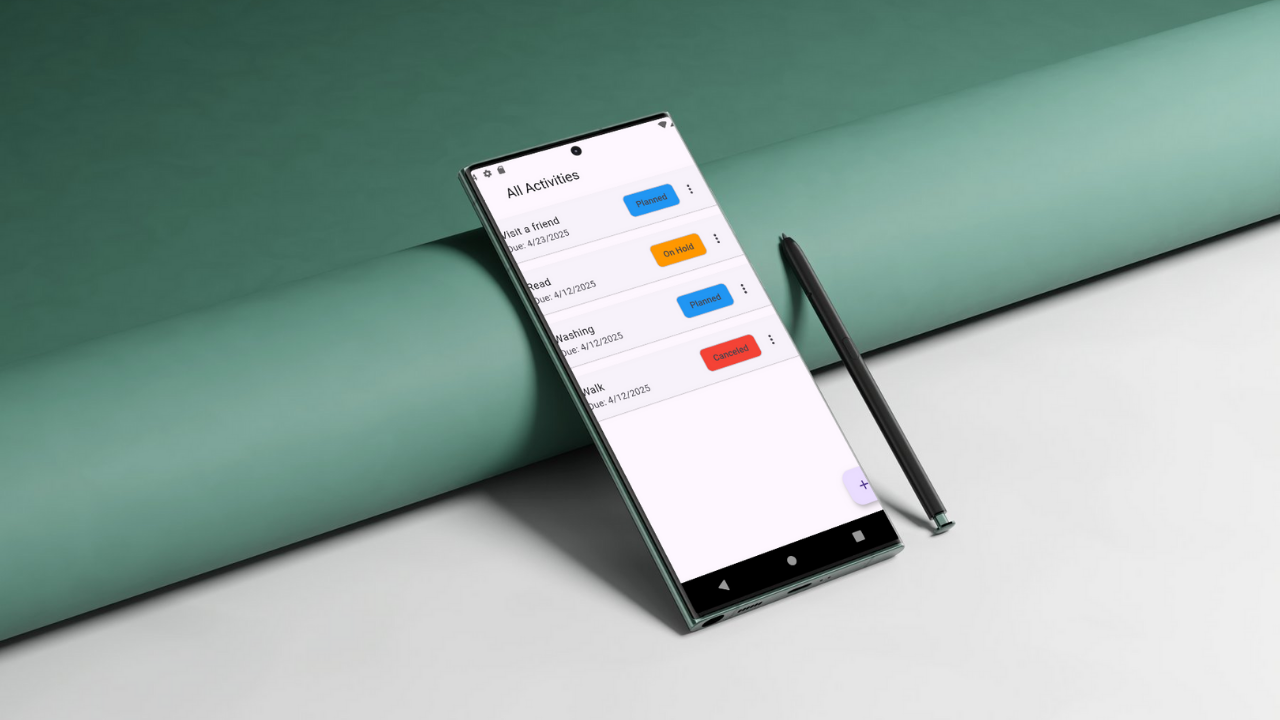 All Activities
Visit a friend
Due: 4/23/2025
Planned
Read
Due: 4/12/2025
On Hold
Washing
Due: 4/12/2025
Planned
Walk
Due: 4/12/2025
Canceled
+